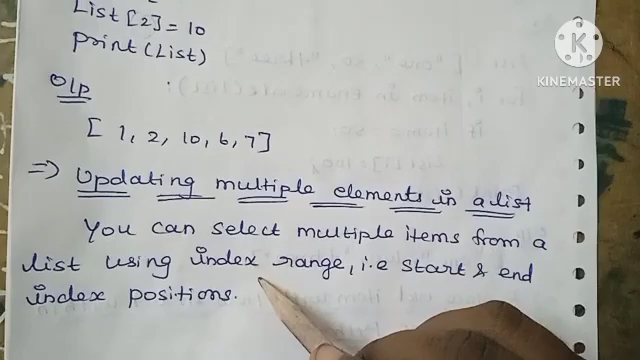 List[2]=10
print(List)
O/p
[ 1, 2, 10, 6, 7]
⇒ Updating multiple elements in a list
You can select multiple items from a
list using index range, i.e start & end
index positions.
K
KINEMASTER